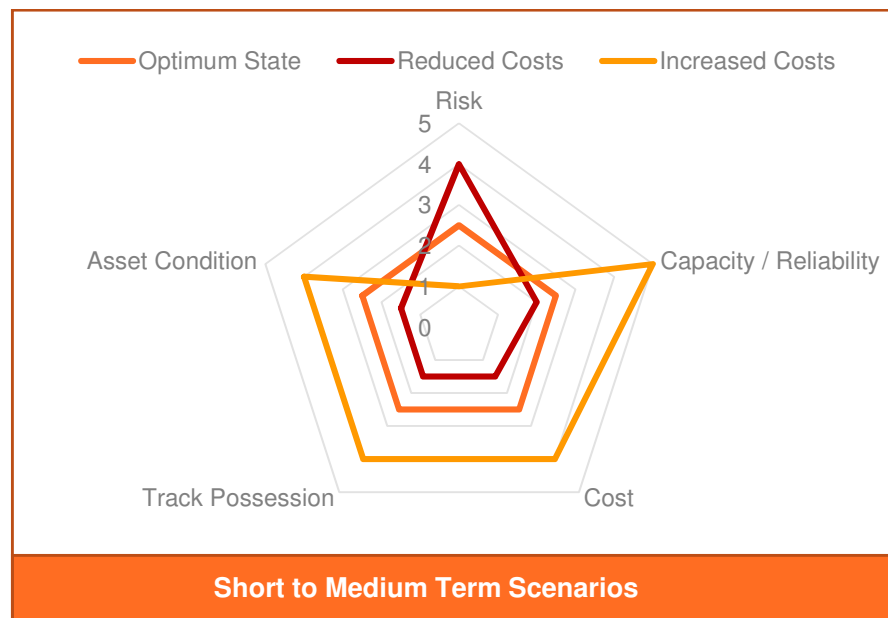 Optimum State Reduced Costs Increased Costs
Risk
5
4
3
2
1
0
Asset Condition
Capacity / Reliability
Track Possession
Cost
Short to Medium Term Scenarios